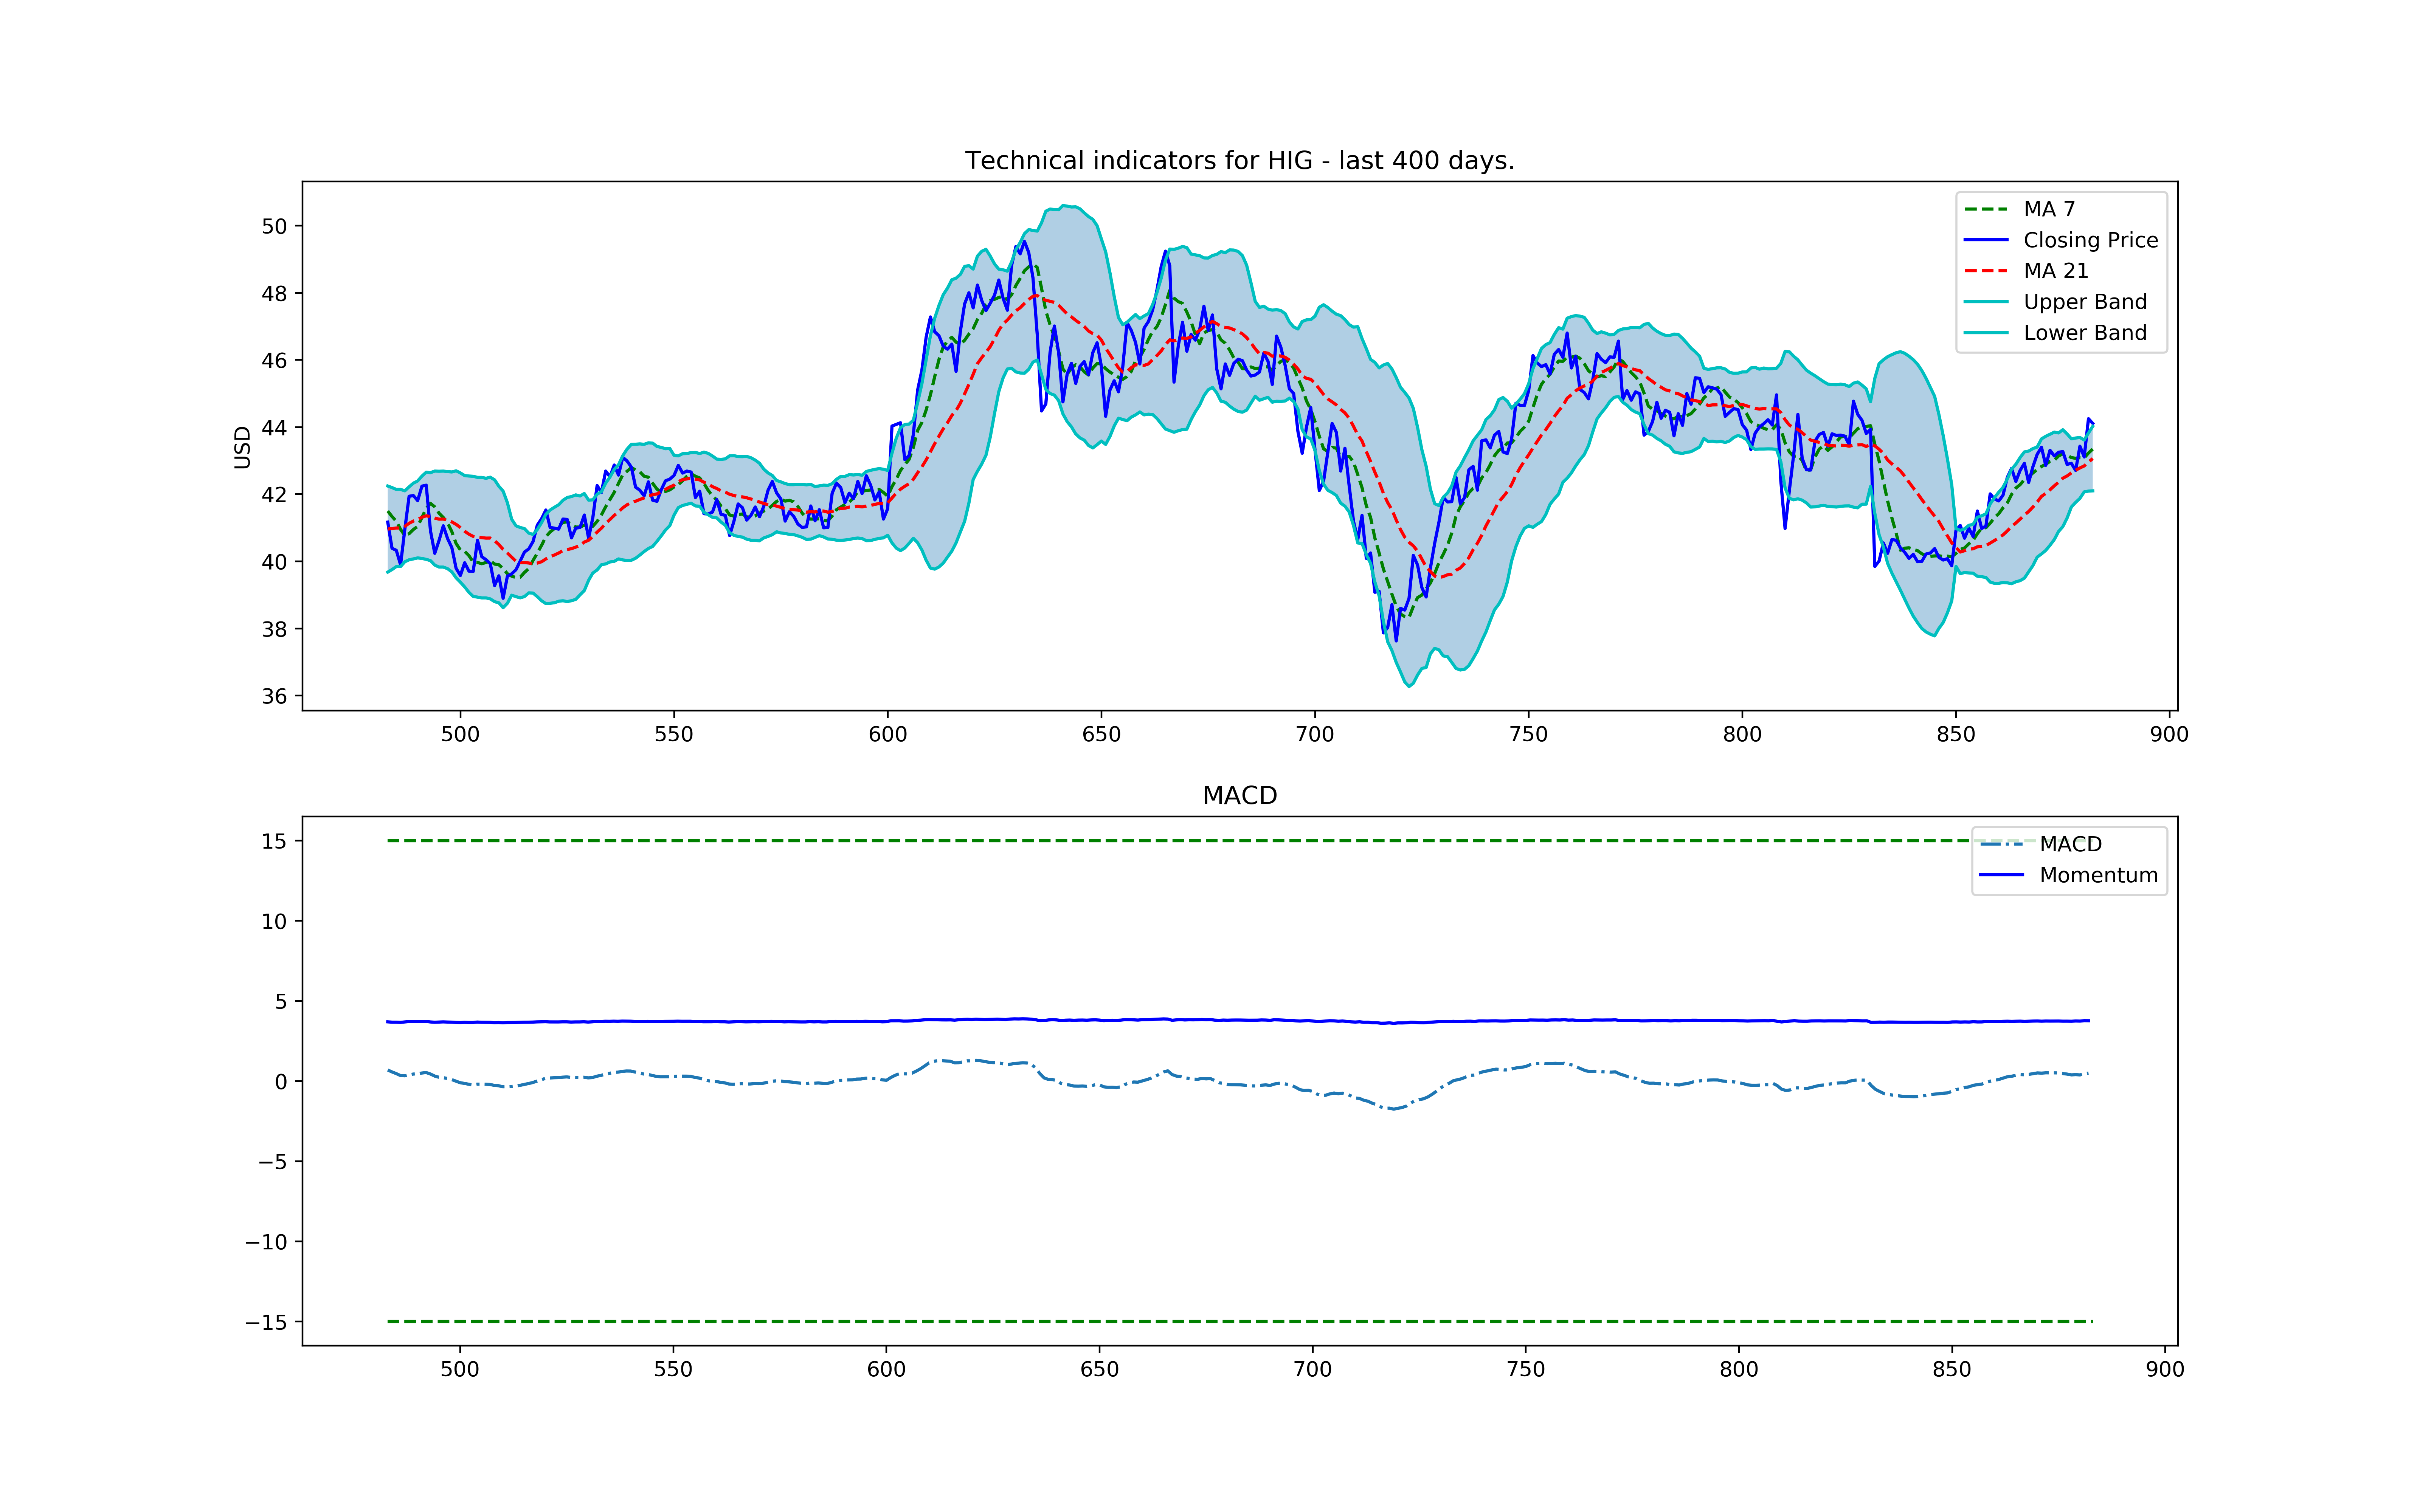 Technical indicators for HIG - last 400 days.
50
48
46
44
42
40
38
36
USD
MA 7
Closing Price
MA 21
Upper Band
Lower Band
500 550 600 650 700 750 800 850 900
MACD
15
10
5
0
−5
−10
−15
MACD
Momentum
500 550 600 650 700 750 800 850 900